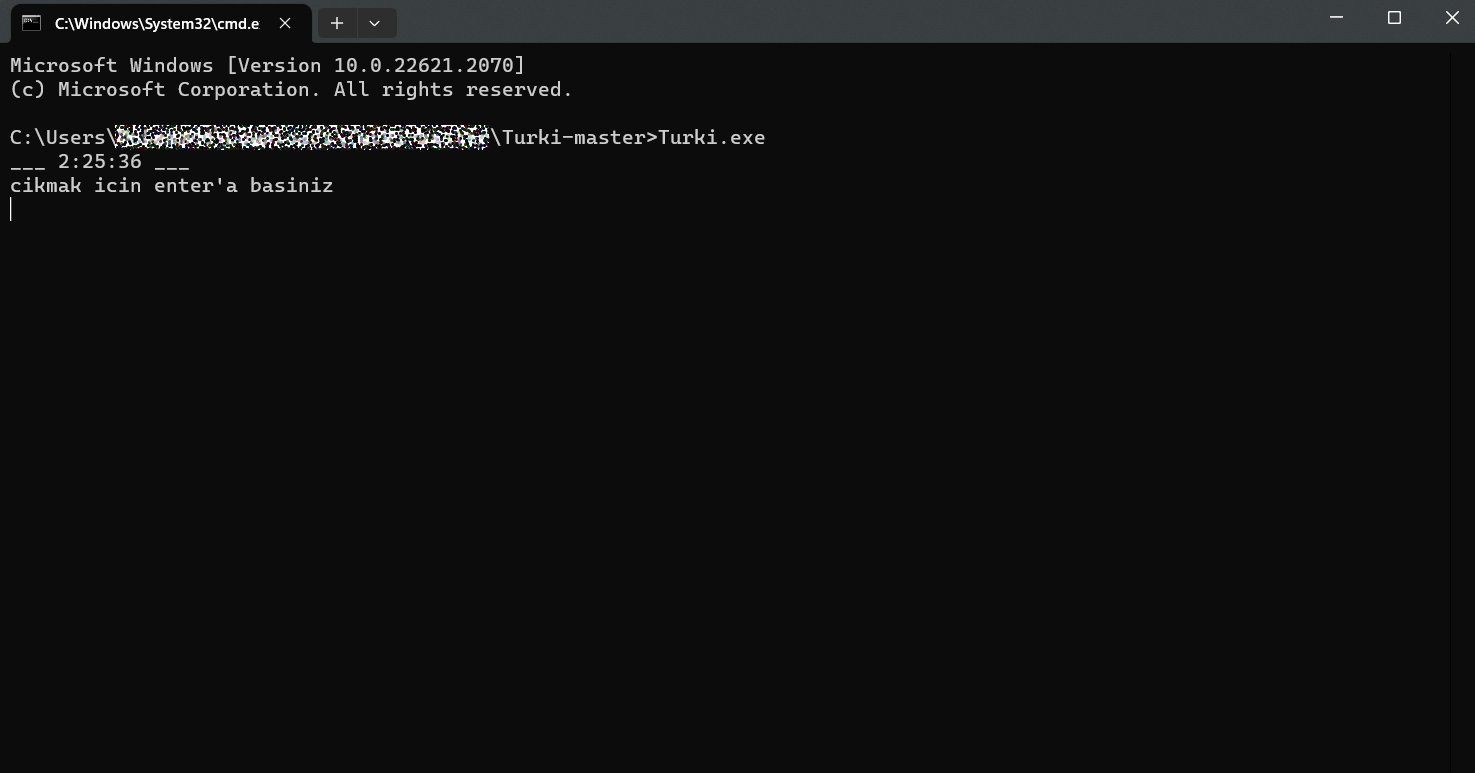 C:\Windows\System32\cmd.e
Microsoft Windows [Version 10.0.22621.2070]
(c) Microsoft Corporation. All rights reserved.
C:\Users\ \Turki-master>Turki.exe
___ 2:25:36 ___
cikmak icin enter'a basiniz